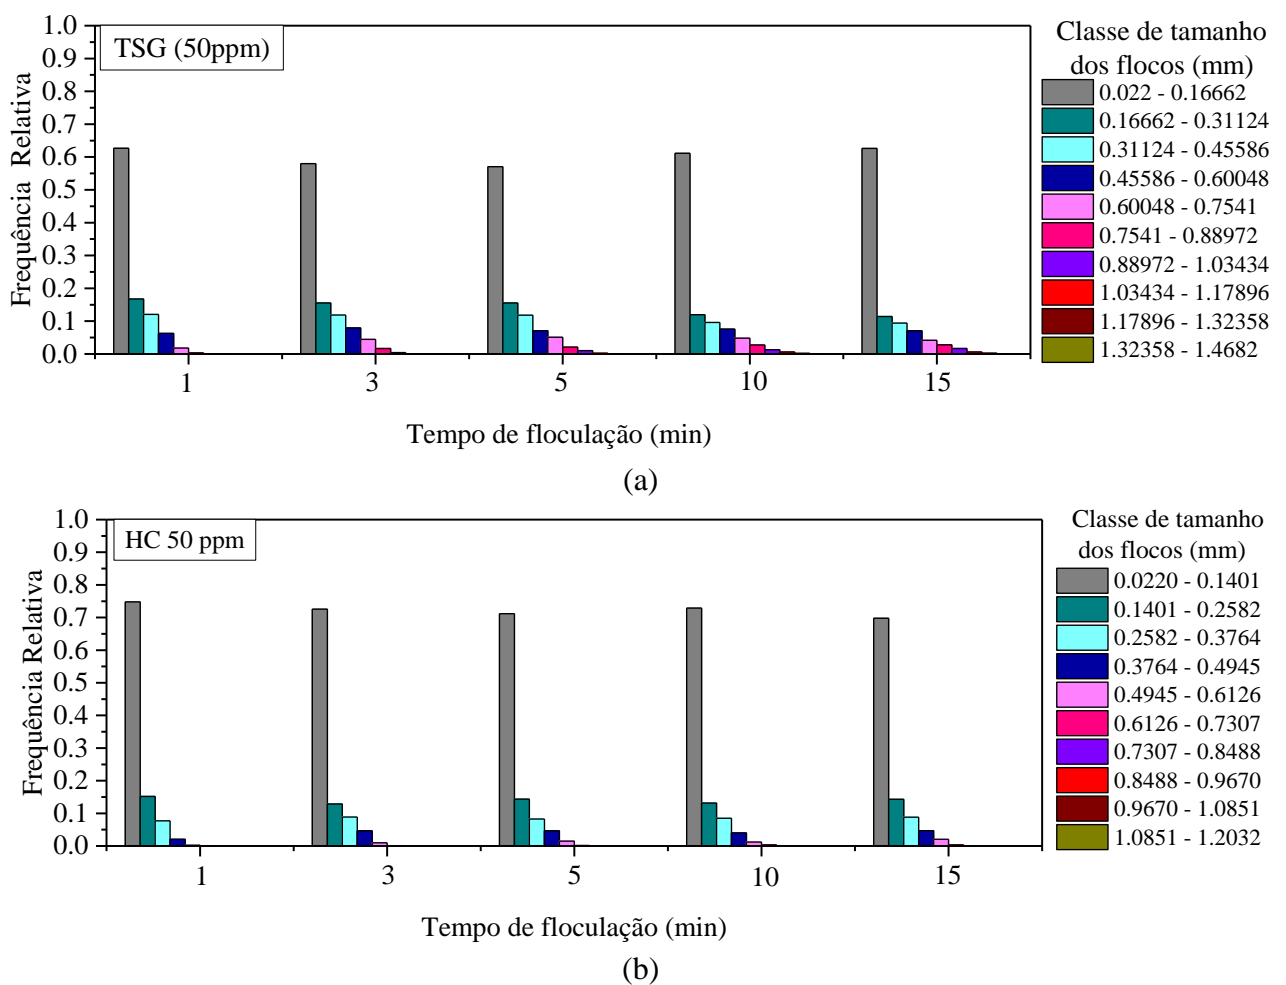 TSG (50ppm)
Frequência Relativa
1.0
0.9
0.8
0.7
0.6
0.5
0.4
0.3
0.2
0.1
0.0
1 3 5 10 15
Tempo de floculação (min)
Classe de tamanho
dos flocos (mm)
0.022 - 0.16662
0.16662 - 0.31124
0.31124 - 0.45586
0.45586 - 0.60048
0.60048 - 0.7541
0.7541 - 0.88972
0.88972 - 1.03434
1.03434 - 1.17896
1.17896 - 1.32358
1.32358 - 1.4682
(a)
HC 50 ppm
Frequência Relativa
1.0
0.9
0.8
0.7
0.6
0.5
0.4
0.3
0.2
0.1
0.0
1 3 5 10 15
Tempo de floculação (min)
Classe de tamanho
dos flocos (mm)
0.0220 - 0.1401
0.1401 - 0.2582
0.2582 - 0.3764
0.3764 - 0.4945
0.4945 - 0.6126
0.6126 - 0.7307
0.7307 - 0.8488
0.8488 - 0.9670
0.9670 - 1.0851
1.0851 - 1.2032
(b)